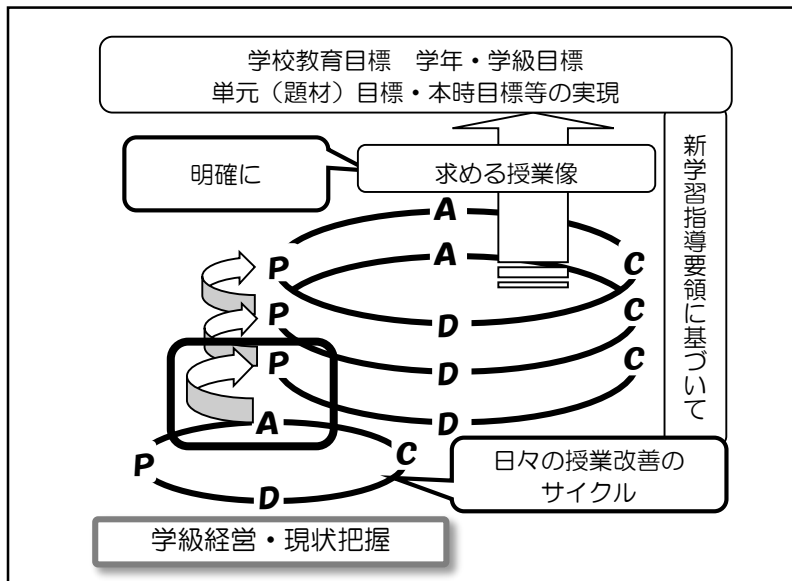 学校教育目標　学年・学級目標
単元（題材）目標・本時目標等の実現
明確に
求める授業像
新学習指導要領に基づいて
A
A
P
C
P
C
D
P
C
D
D
A
P
C
D
日々の授業改善の
サイクル
学級経営・現状把握